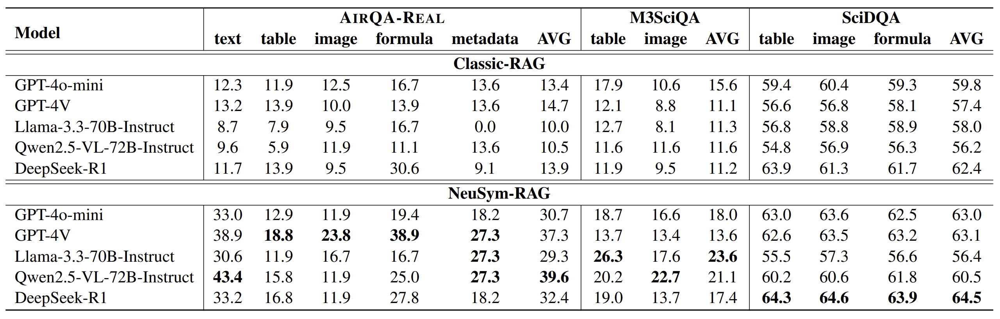 Model AIRQA-REAL M3SciQA SciDQA
text table image formula metadata AVG table image AVG table image formula AVG
Classic-RAG
GPT-4o-mini 12.3 11.9 12.5 16.7 13.6 13.4 17.9 10.6 15.6 59.4 60.4 59.3 59.8
GPT-4V 13.2 13.9 10.0 13.9 13.6 14.7 12.1 8.8 11.1 56.6 56.8 58.1 57.4
Llama-3.3-70B-Instruct 8.7 7.9 9.5 16.7 0.0 10.0 12.7 8.1 11.3 56.8 58.8 58.9 58.0
Qwen2.5-VL-72B-Instruct 9.6 5.9 11.9 11.1 13.6 10.5 11.6 11.6 11.6 54.8 56.9 56.3 56.2
DeepSeek-R1 11.7 13.9 9.5 30.6 9.1 13.9 11.9 9.5 11.2 63.9 61.3 61.7 62.4
NeuSym-RAG
GPT-4o-mini 33.0 12.9 11.9 19.4 18.2 30.7 18.7 16.6 18.0 63.0 63.6 62.5 63.0
GPT-4V 38.9 18.8 23.8 38.9 27.3 37.3 13.7 13.4 13.6 62.6 63.5 63.2 63.1
Llama-3.3-70B-Instruct 30.6 11.9 16.7 16.7 27.3 29.3 26.3 17.6 23.6 55.5 57.3 56.6 56.4
Qwen2.5-VL-72B-Instruct 43.4 15.8 11.9 25.0 27.3 39.6 20.2 22.7 21.1 60.2 60.6 61.8 60.5
DeepSeek-R1 33.2 16.8 11.9 27.8 18.2 32.4 19.0 13.7 17.4 64.3 64.6 63.9 64.5